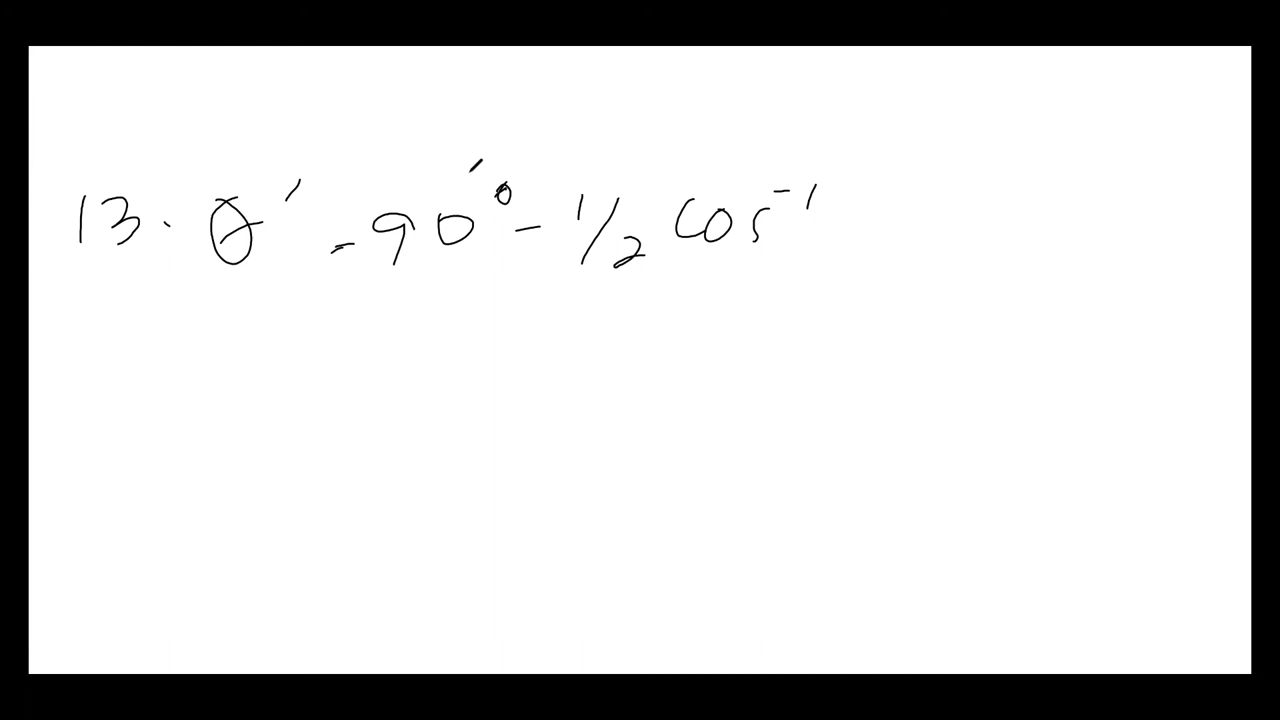 13. θ' = 90° - 1/2 cos⁻¹